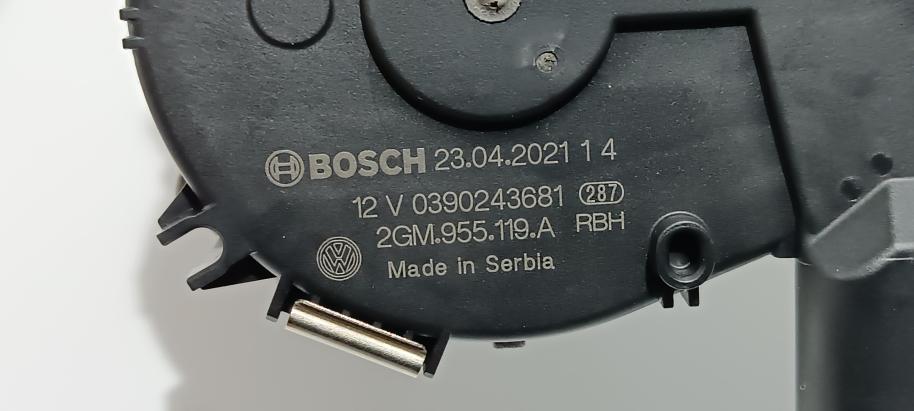 BOSCH 23.04.2021 1 4
12 V 0390243681 287
2GM.955.119.A RBH
Made in Serbia